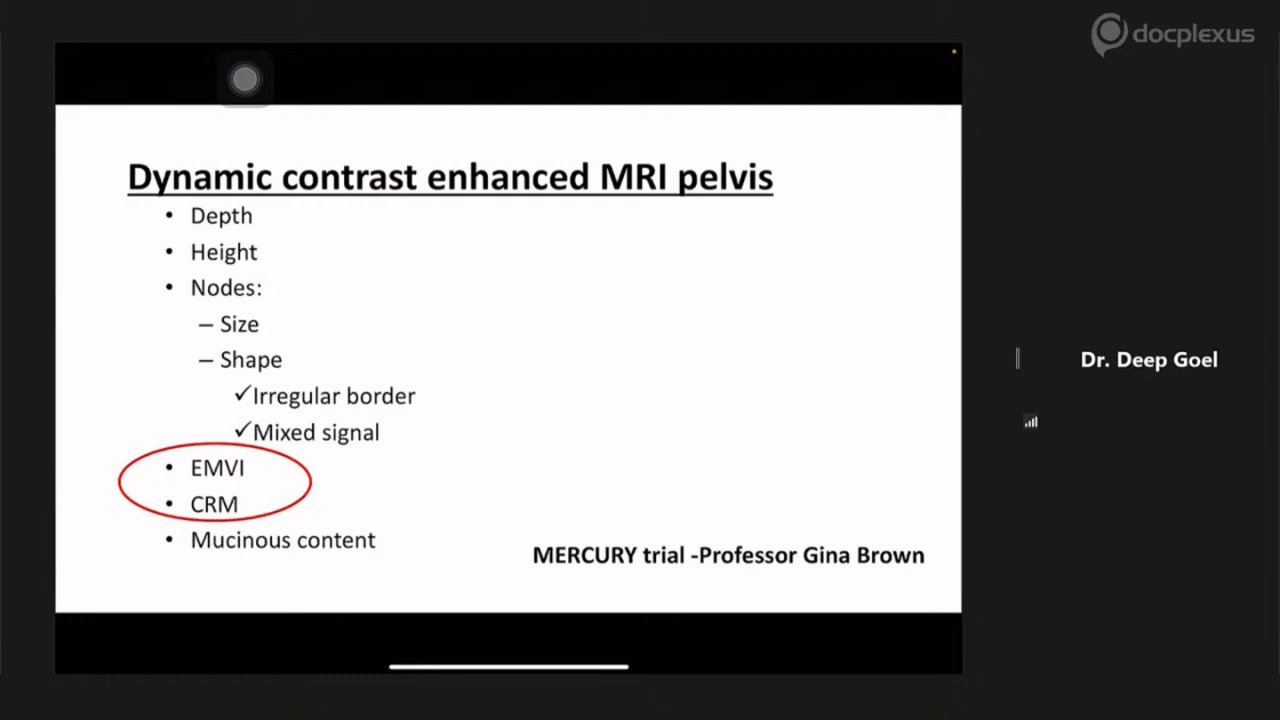 docplexus
Dynamic contrast enhanced MRI pelvis
• Depth
• Height
• Nodes:
– Size
– Shape
✓Irregular border
✓Mixed signal
• EMVI
• CRM
• Mucinous content
MERCURY trial -Professor Gina Brown
Dr. Deep Goel